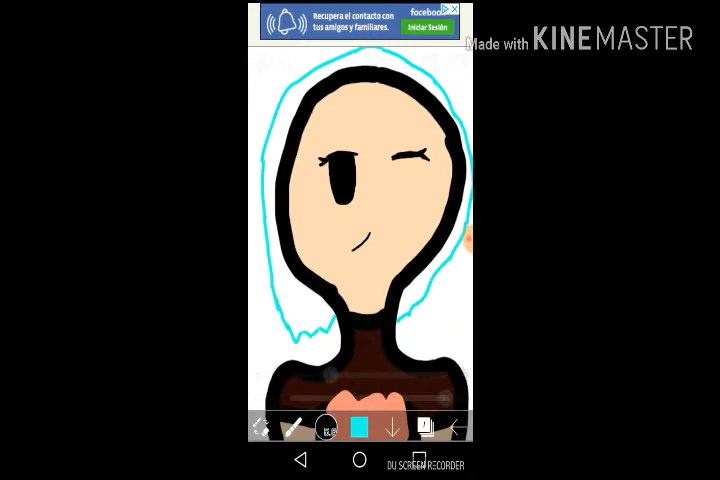 Recupera el contacto con
tus amigos y familiares.
facebook
Iniciar Sesión
Made with KINEMASTER
DU SCREEN RECORDER